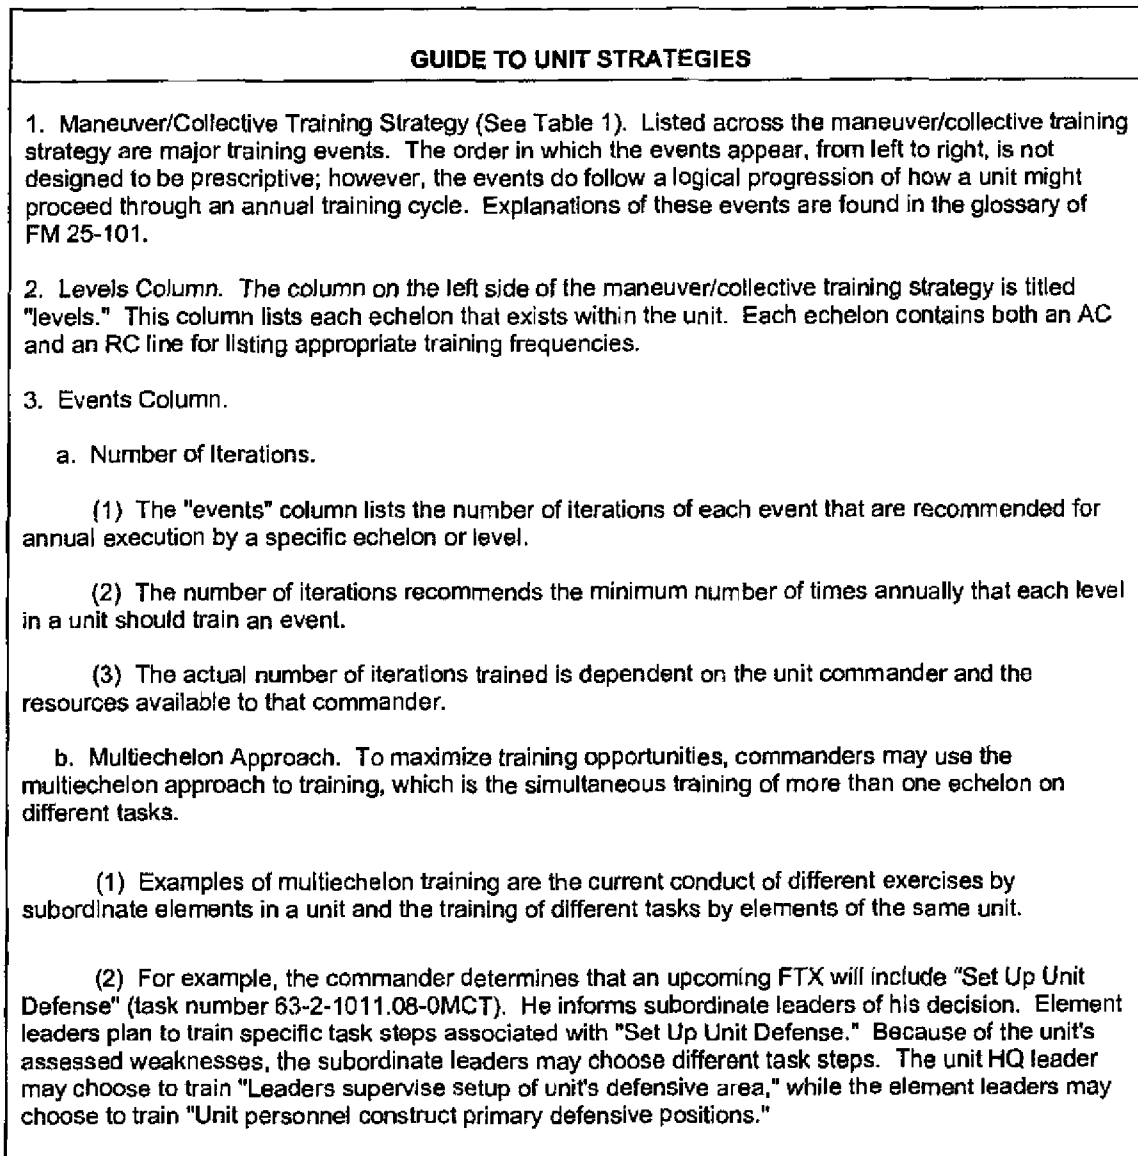 GUIDE TO UNIT STRATEGIES
1. Maneuver/Collective Training Strategy (See Table 1). Listed across the maneuver/collective training
strategy are major training events. The order in which the events appear, from left to right, is not
designed to be prescriptive; however, the events do follow a logical progression of how a unit might
proceed through an annual training cycle. Explanations of these events are found in the glossary of
FM 25-101.
2. Levels Column. The column on the left side of the maneuver/collective training strategy is titled
"levels." This column lists each echelon that exists within the unit. Each echelon contains both an AC
and an RC line for listing appropriate training frequencies.
3. Events Column.
a. Number of Iterations.
(1) The "events" column lists the number of iterations of each event that are recommended for
annual execution by a specific echelon or level.
(2) The number of iterations recommends the minimum number of times annually that each level
in a unit should train an event.
(3) The actual number of iterations trained is dependent on the unit commander and the
resources available to that commander.
b. Multiechelon Approach. To maximize training opportunities, commanders may use the
multiechelon approach to training, which is the simultaneous training of more than one echelon on
different tasks.
(1) Examples of multiechelon training are the current conduct of different exercises by
subordinate elements in a unit and the training of different tasks by elements of the same unit.
(2) For example, the commander determines that an upcoming FTX will include "Set Up Unit
Defense" (task number 63-2-1011.08-0MCT). He informs subordinate leaders of his decision. Element
leaders plan to train specific task steps associated with "Set Up Unit Defense." Because of the unit's
assessed weaknesses, the subordinate leaders may choose different task steps. The unit HQ leader
may choose to train "Leaders supervise setup of unit's defensive area," while the element leaders may
choose to train "Unit personnel construct primary defensive positions."